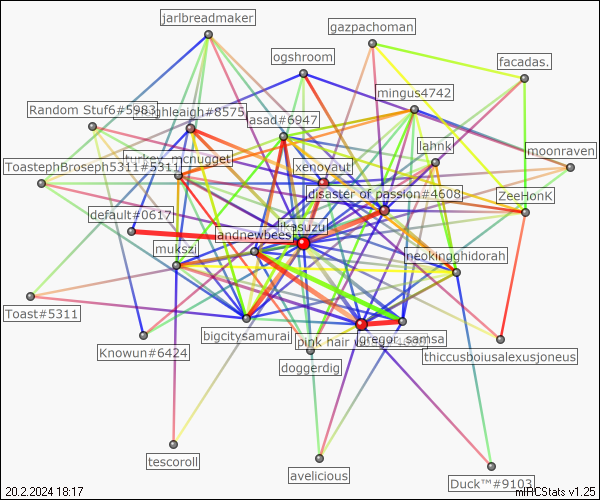 jarlbreadmaker
gazpachoman
ogshroom
facadas.
mingus4742
Random Stuf6#5983
asad#6947
lahnk
moonraven
turkey_mcnugget
xenoyaut
ToastephBroseph5311#5311
disaster of passion#4608
ZeeHonK
default#0617
ikasuzu
andnewbees
mukszi
neokingghidorah
Toast#5311
bigcitysamurai
pink hair
gregor_samsa
Knowun#6424
thiccusboiusalexusjoneus
doggerdig
tescoroll
avelicious
Duck™#9103
20.2.2024 18:17
mIRCStats v1.25